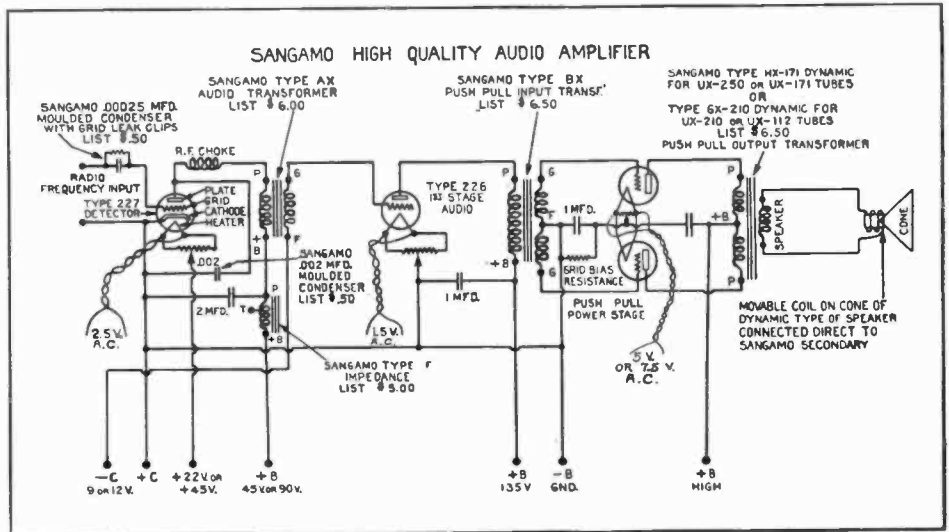 SANGAMO HIGH QUALITY AUDIO AMPLIFIER
SANGAMO TYPE AX
AUDIO TRANSFORMER
LIST $6.00
SANGAMO TYPE BX
PUSH PULL INPUT TRANSF.
LIST $6.50
SANGAMO TYPE HX-171 DYNAMIC
FOR UX-250 OR UX-171 TUBES
OR
TYPE GX-210 DYNAMIC FOR
UX-210 OR UX-112 TUBES
LIST $6.50
PUSH PULL OUTPUT TRANSFORMER
SANGAMO .00025 MFD.
MOULDED CONDENSER
WITH GRID LEAK CLIPS
LIST $.50
R.F. CHOKE
RADIO
FREQUENCY INPUT
TYPE 227
DETECTOR
PLATE
GRID
CATHODE
HEATER
P
G
+
B
F
TYPE 226
1ST STAGE
AUDIO
P
G
F
+B
G
1 MFD.
GRID BIAS
RESISTANCE
PUSH PULL
POWER STAGE
P
+B
P
SPEAKER
CONE
MOVABLE COIL ON CONE OF
DYNAMIC TYPE OF SPEAKER
CONNECTED DIRECT TO
SANGAMO SECONDARY
.002
SANGAMO
.002 MFD.
MOULDED
CONDENSER
LIST $.50
2 MFD.
P
T
+B
1 MFD.
2.5 V.
A.C.
1.5 V.
A.C.
5 V.
OR 7.5 V.
A.C.
SANGAMO TYPE F
IMPEDANCE
LIST $5.00
-C
9 OR 12V.
+C
+22V. OR
+45V.
+B
45V. OR 90V.
+B
135V
-B
GND.
+B
HIGH